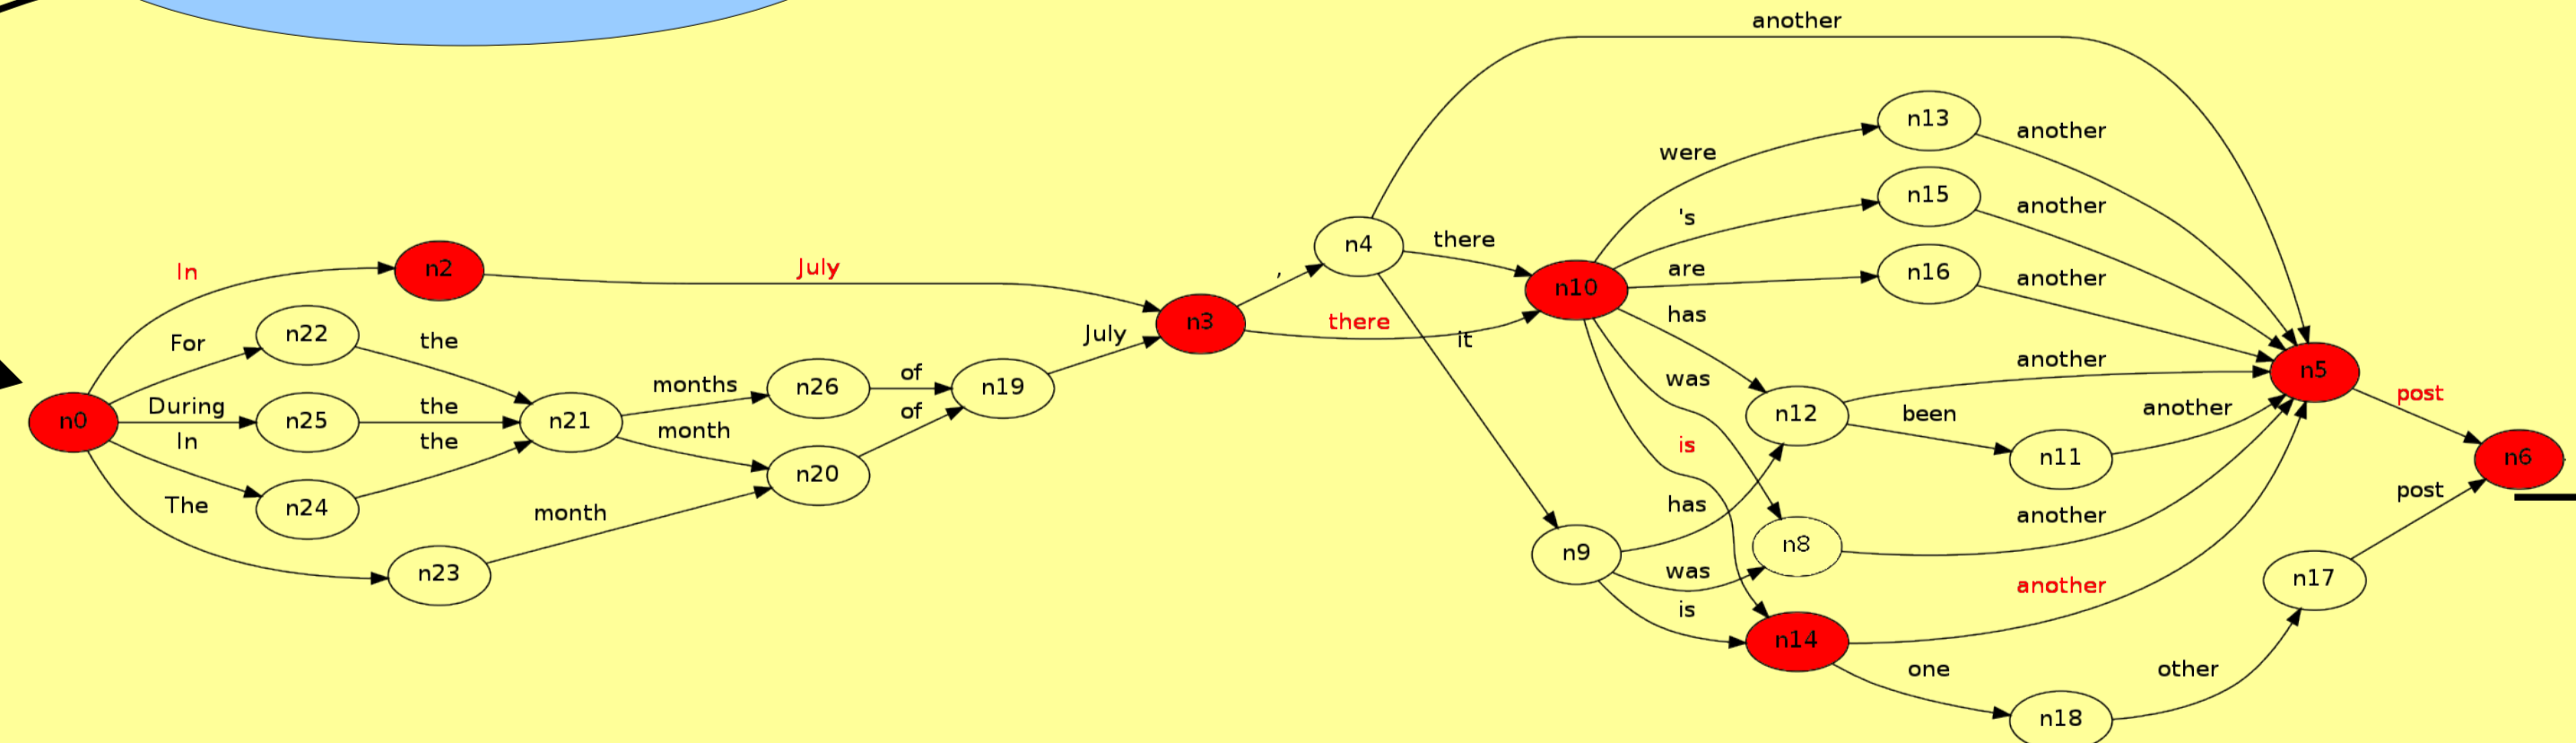 another
n13
were
another
n15
's
another
n4
there
n2
In
July
,
are
n16
another
n10
n3
there
it
has
n22
For
the
July
n5
another
n26
of
n19
months
was
post
n12
n0
During
n25
the
n21
of
been
another
In
the
month
is
n11
n6
n20
The
n24
month
has
post
another
n9
n8
n23
was
n17
another
is
n14
one
other
n18